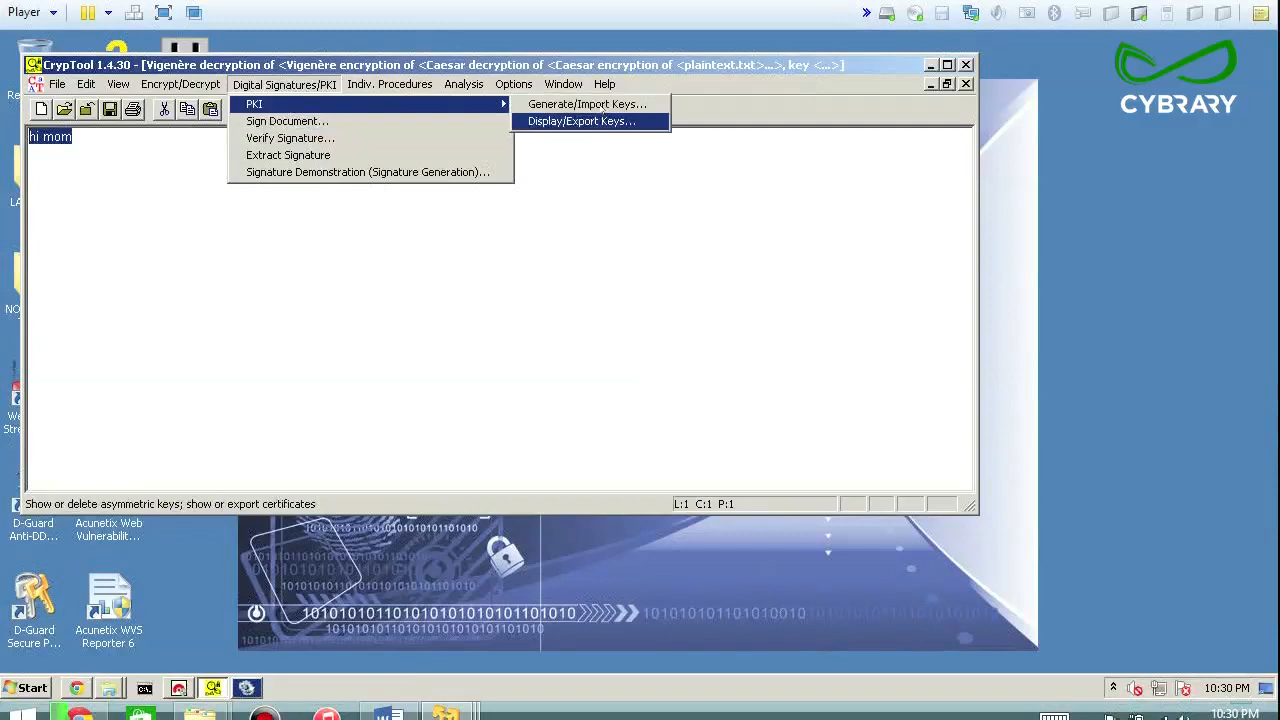 Player
CrypTool 1.4.30 - [Vigenère decryption of <Vigenère encryption of <Caesar decryption of <Caesar encryption of <plaintext.txt>...>, key <...>]
File Edit View Encrypt/Decrypt Digital Signatures/PKI Indiv. Procedures Analysis Options Window Help
CYBRARY
PKI
Generate/Import Keys...
Sign Document...
Display/Export Keys...
Verify Signature...
Extract Signature
Signature Demonstration (Signature Generation)...
hi mom
Show or delete asymmetric keys; show or export certificates
L:1 C:1 P:1
D-Guard
Anti-DD...
Acunetix Web
Vulnerabilit...
D-Guard
Secure P...
Acunetix WVS
Reporter 6
10101010110101010101010101101010
Start
10:30 PM
10:30 PM